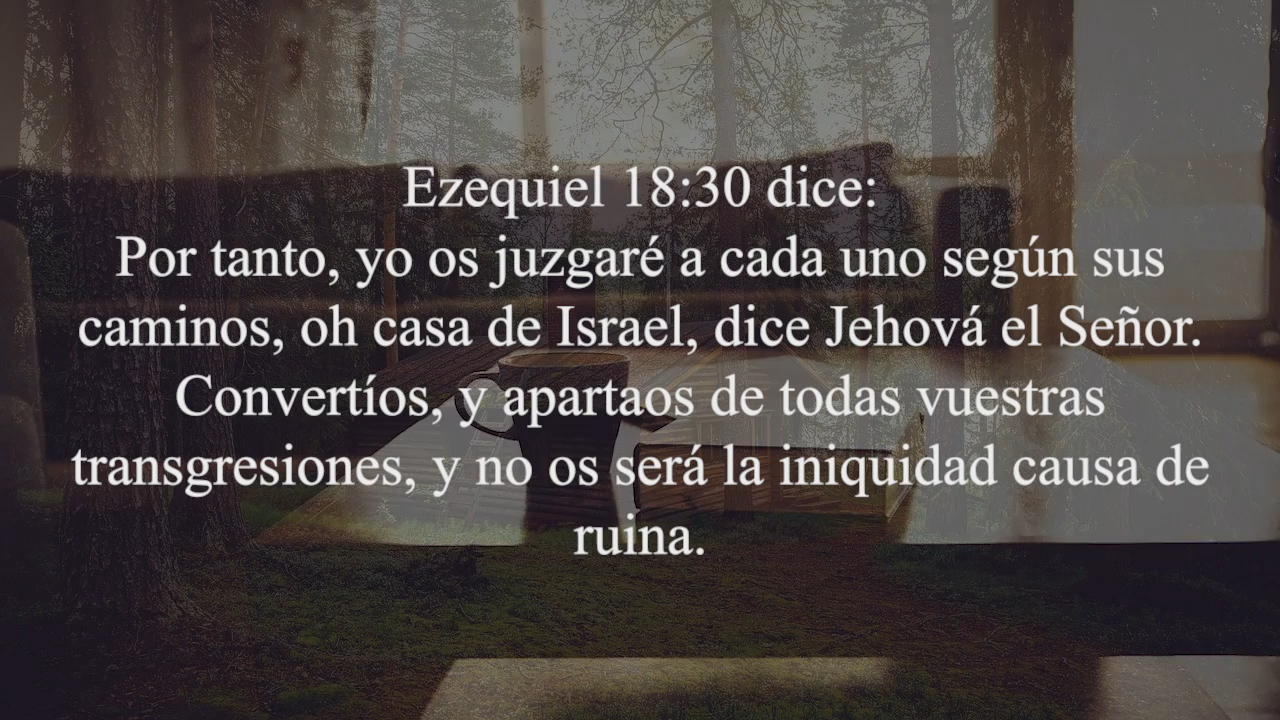 Ezequiel 18:30 dice:
Por tanto, yo os juzgaré a cada uno según sus
caminos, oh casa de Israel, dice Jehová el Señor.
Convertíos, y apartaos de todas vuestras
transgresiones, y no os será la iniquidad causa de
ruina.